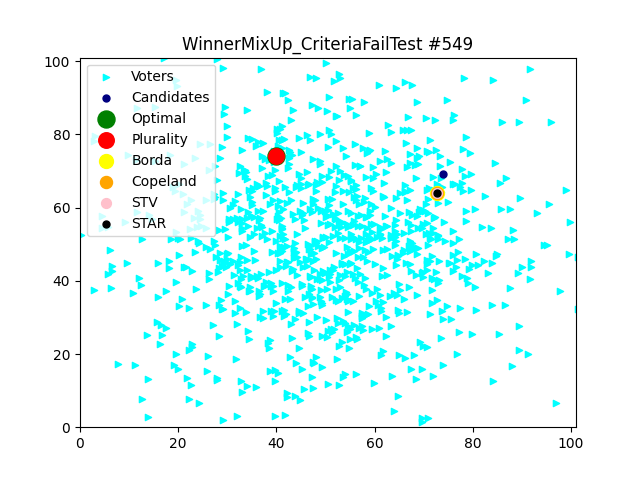 WinnerMixUp_CriteriaFailTest #549
100
80
60
40
20
0
0
20
40
60
80
100
Voters
Candidates
Optimal
Plurality
Borda
Copeland
STV
STAR